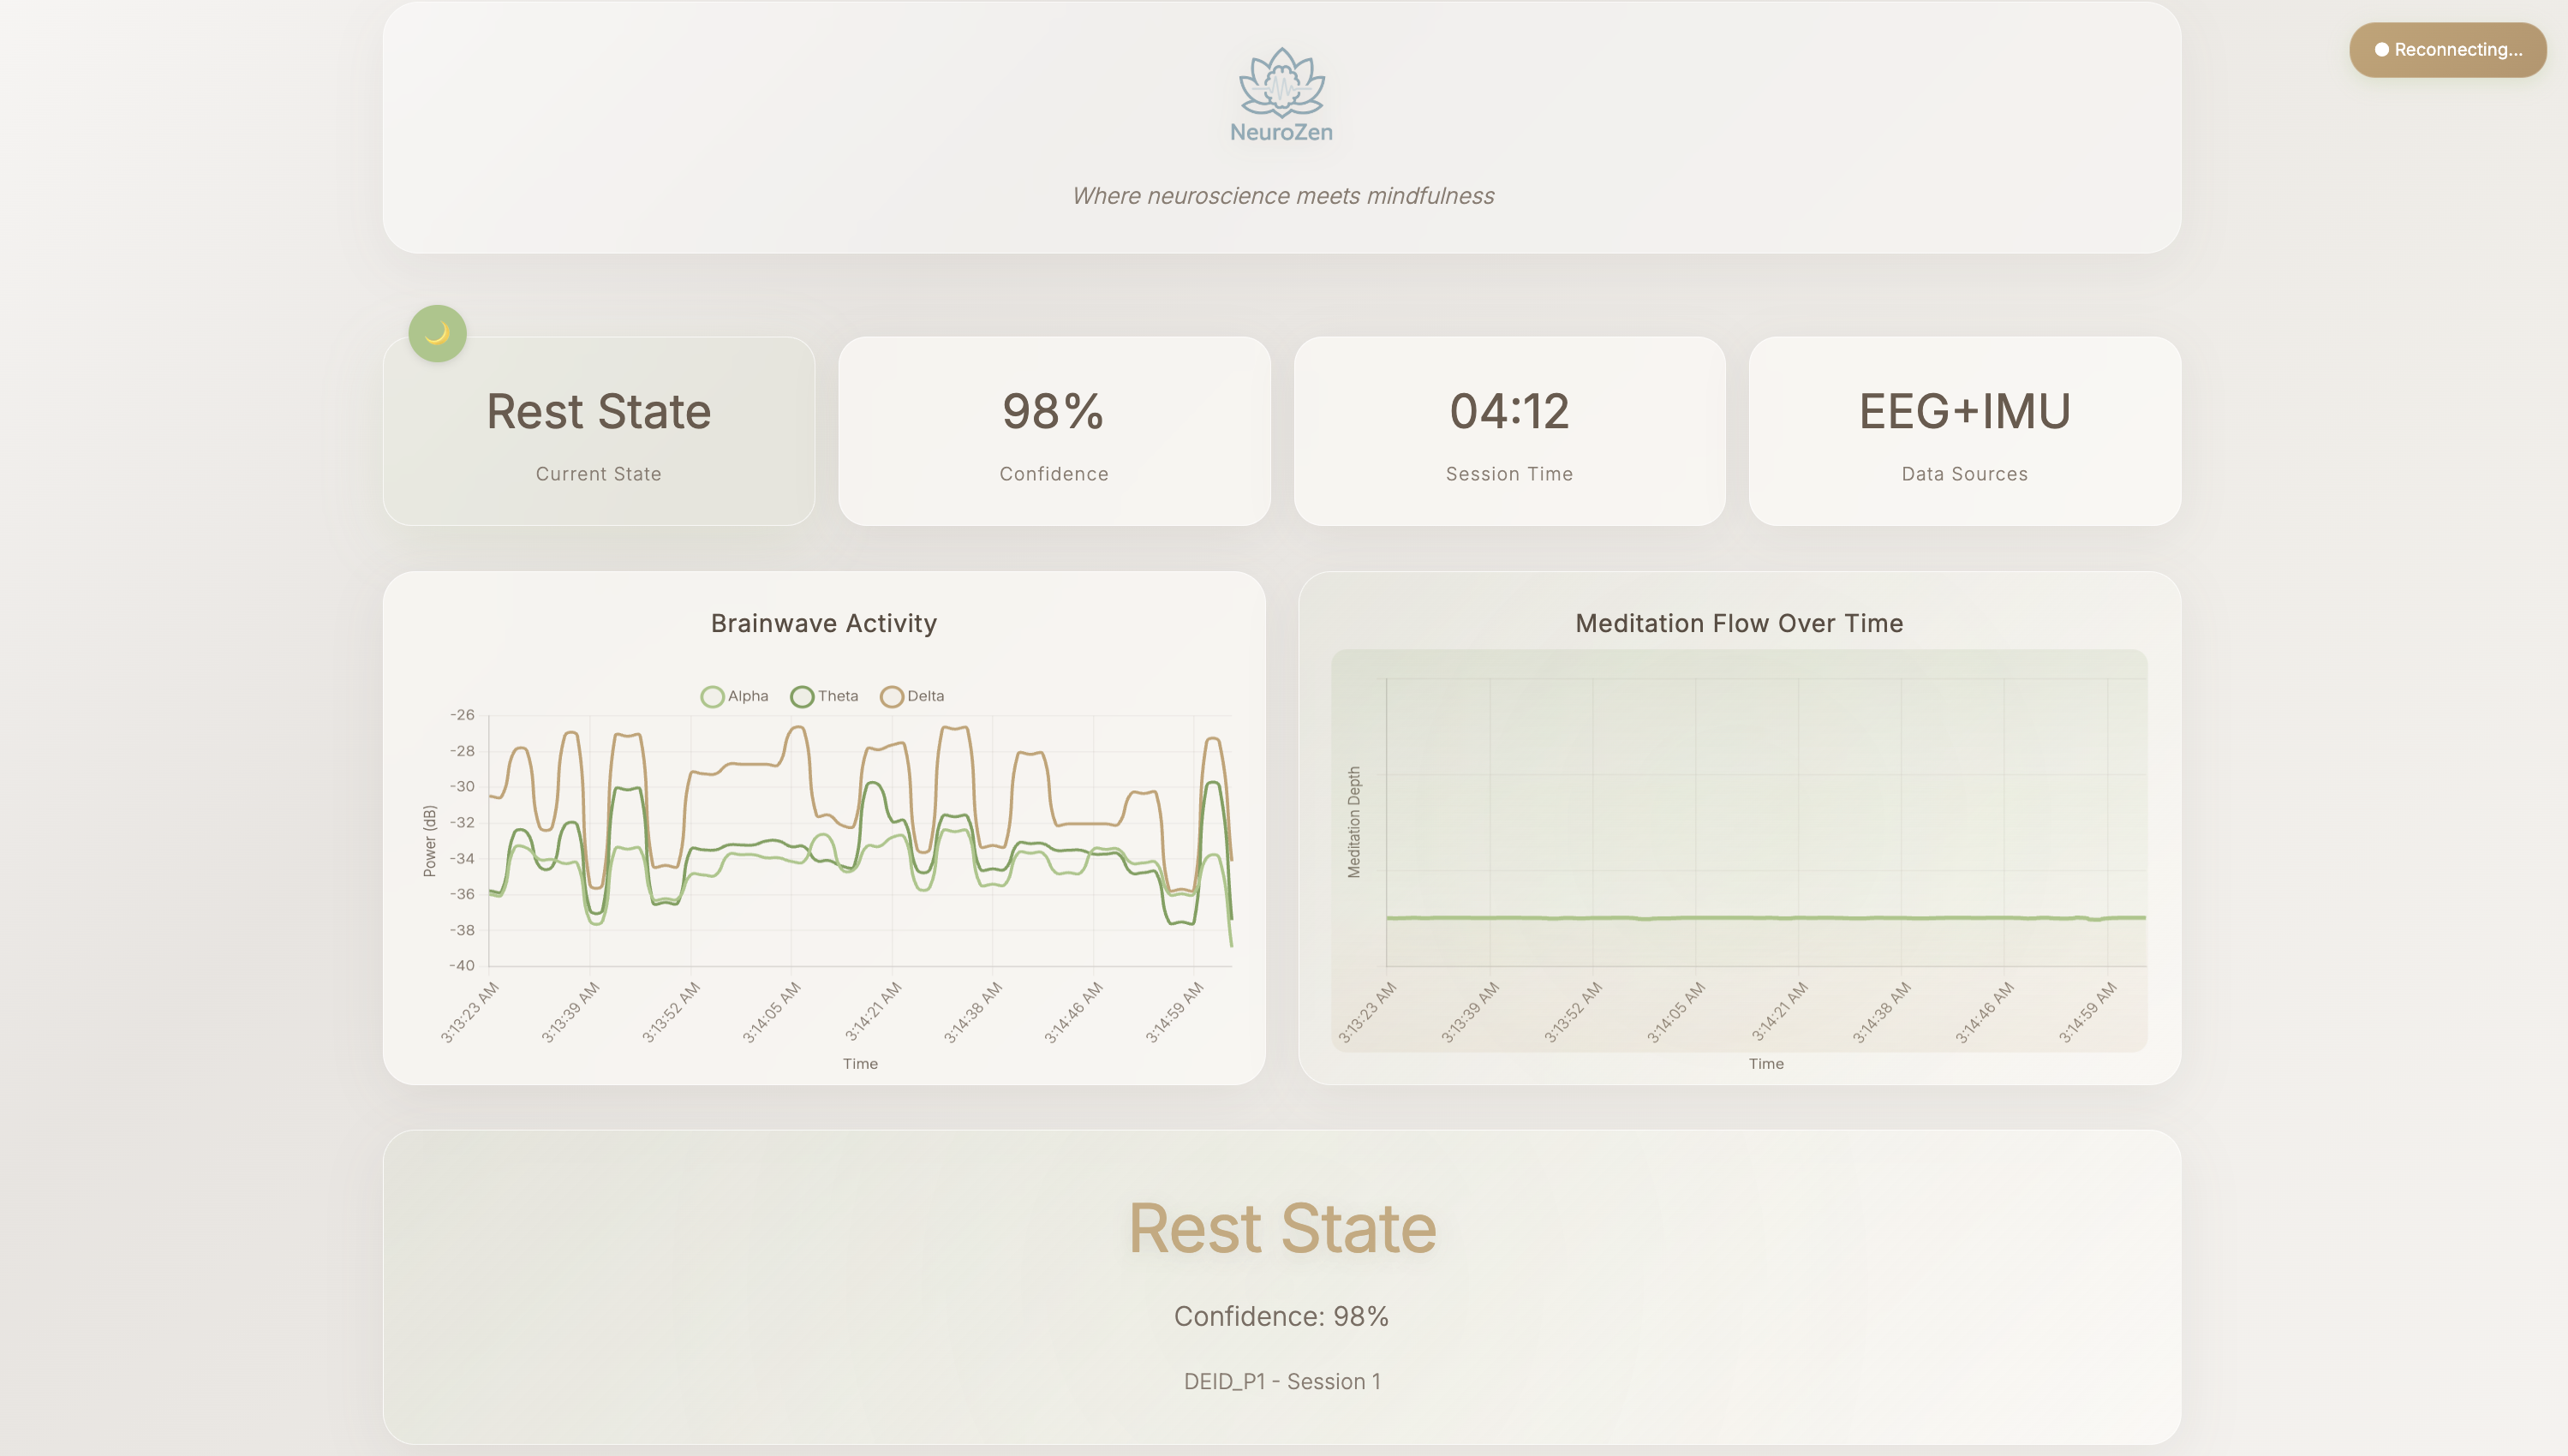 Reconnecting...
NeuroZen
Where neuroscience meets mindfulness
Rest State
Current State
98%
Confidence
04:12
Session Time
EEG+IMU
Data Sources
Brainwave Activity
Alpha Theta Delta
-26
-28
-30
-32
-34
-36
-38
-40
Power (dB)
3:13:23 AM
3:13:39 AM
3:13:52 AM
3:14:05 AM
3:14:21 AM
3:14:38 AM
3:14:46 AM
3:14:59 AM
Time
Meditation Flow Over Time
Meditation Depth
3:13:23 AM
3:13:39 AM
3:13:52 AM
3:14:05 AM
3:14:21 AM
3:14:38 AM
3:14:46 AM
3:14:59 AM
Time
Rest State
Confidence: 98%
DEID_P1 - Session 1